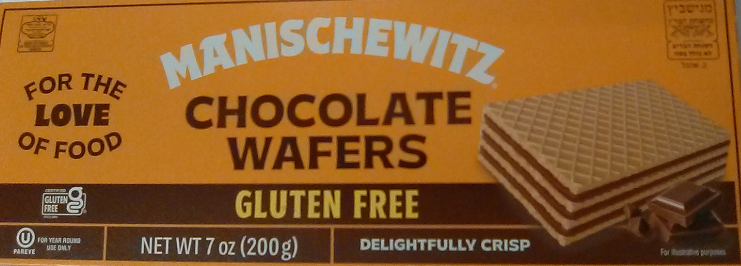 MANISCHEWITZ
מנישביץ
FOR THE
LOVE
OF FOOD
CHOCOLATE
WAFERS
CERTIFIED
GLUTEN
FREE
GLUTEN FREE
U
PAREVE
FOR YEAR ROUND
USE ONLY
NET WT 7 oz (200g)
DELIGHTFULLY CRISP
For illustrative purposes